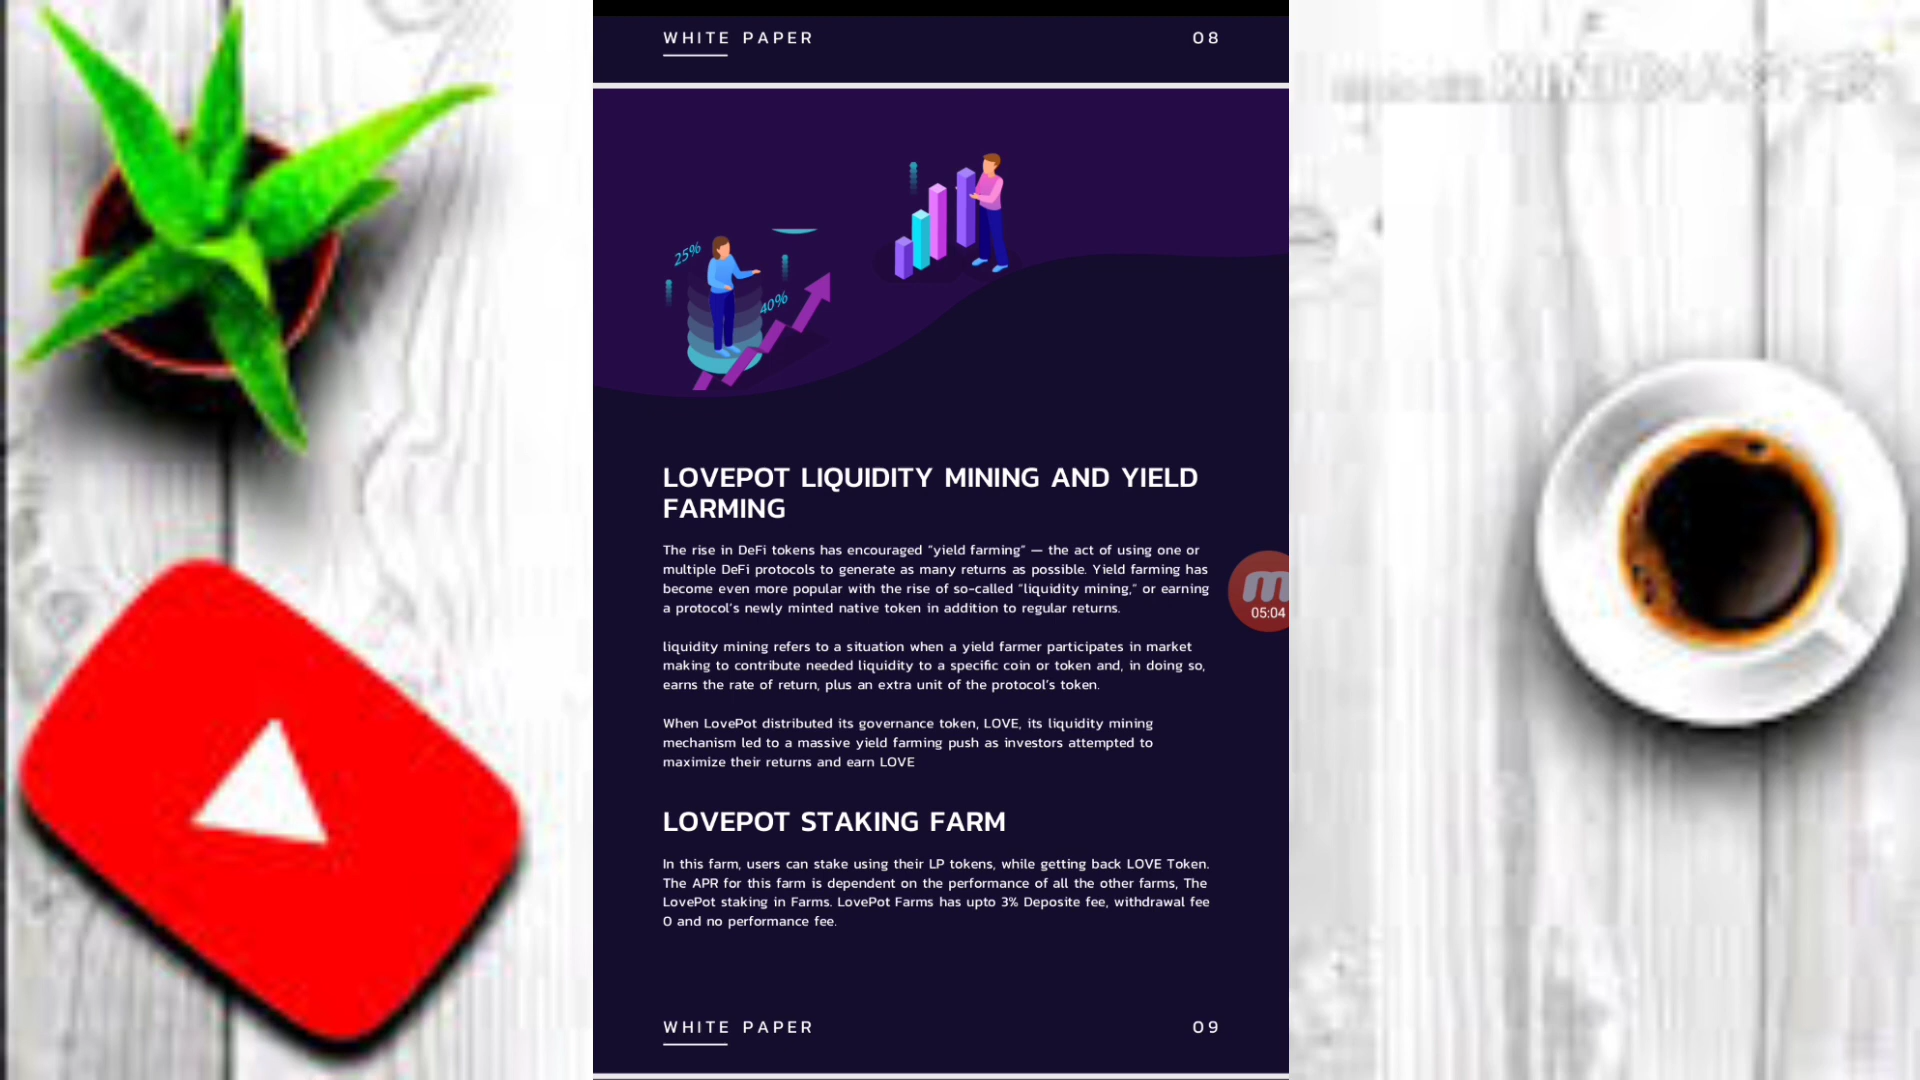 WHITE PAPER 08
25%
40%
LOVEPOT LIQUIDITY MINING AND YIELD
FARMING
The rise in DeFi tokens has encouraged “yield farming” — the act of using one or
multiple DeFi protocols to generate as many returns as possible. Yield farming has
become even more popular with the rise of so-called “liquidity mining,” or earning
a protocol’s newly minted native token in addition to regular returns.
liquidity mining refers to a situation when a yield farmer participates in market
making to contribute needed liquidity to a specific coin or token and, in doing so,
earns the rate of return, plus an extra unit of the protocol’s token.
When LovePot distributed its governance token, LOVE, its liquidity mining
mechanism led to a massive yield farming push as investors attempted to
maximize their returns and earn LOVE
LOVEPOT STAKING FARM
In this farm, users can stake using their LP tokens, while getting back LOVE Token.
The APR for this farm is dependent on the performance of all the other farms, The
LovePot staking in Farms. LovePot Farms has upto 3% Deposite fee, withdrawal fee
0 and no performance fee.
WHITE PAPER 09
m
05:04